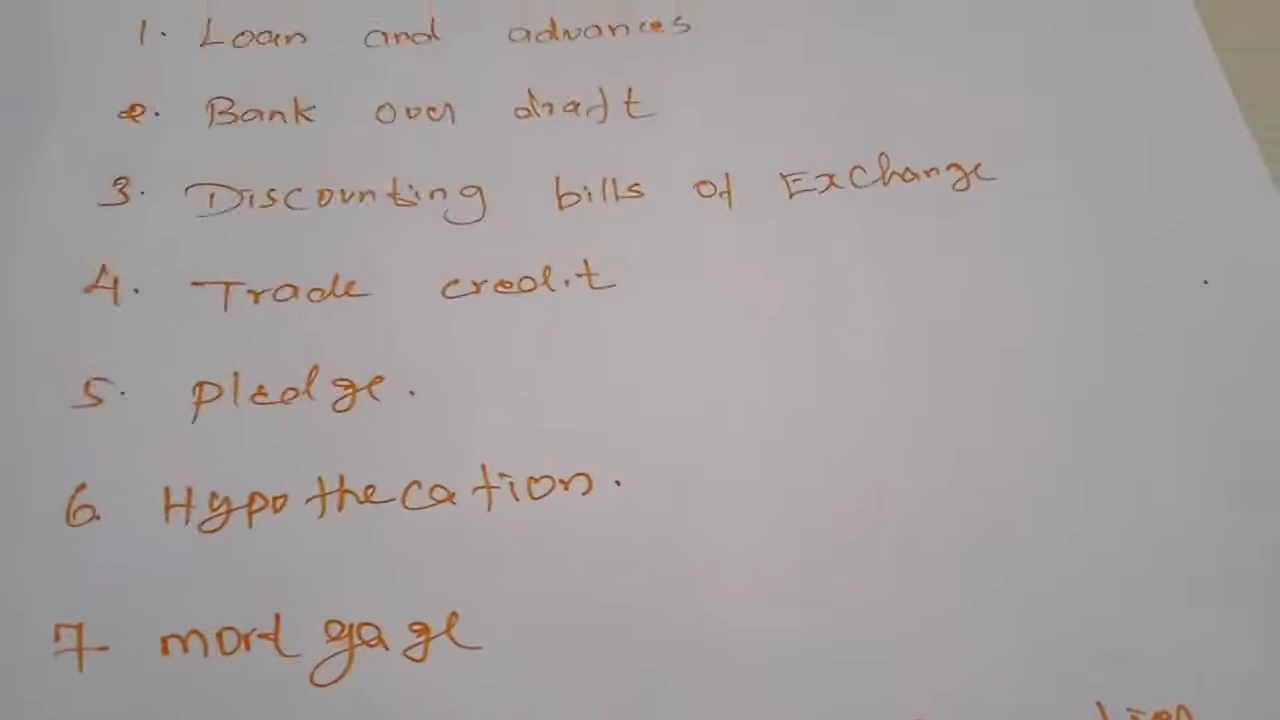 1. Loan and advances
2. Bank over draft
3. Discounting bills of Exchange
4. Trade credit
5. pledge.
6. Hypothecation.
7 mortgage